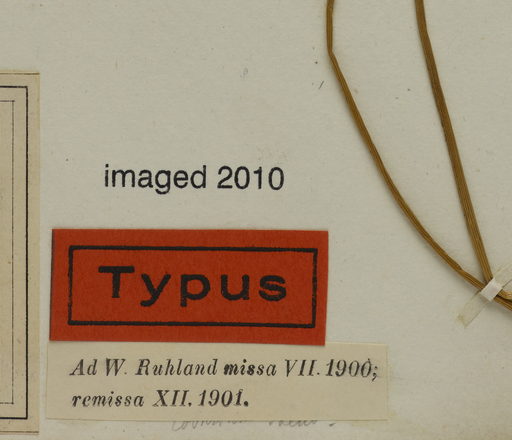 imaged 2010
Typus
Ad W. Ruhland missa VII. 1900;
remissa XII. 1901.